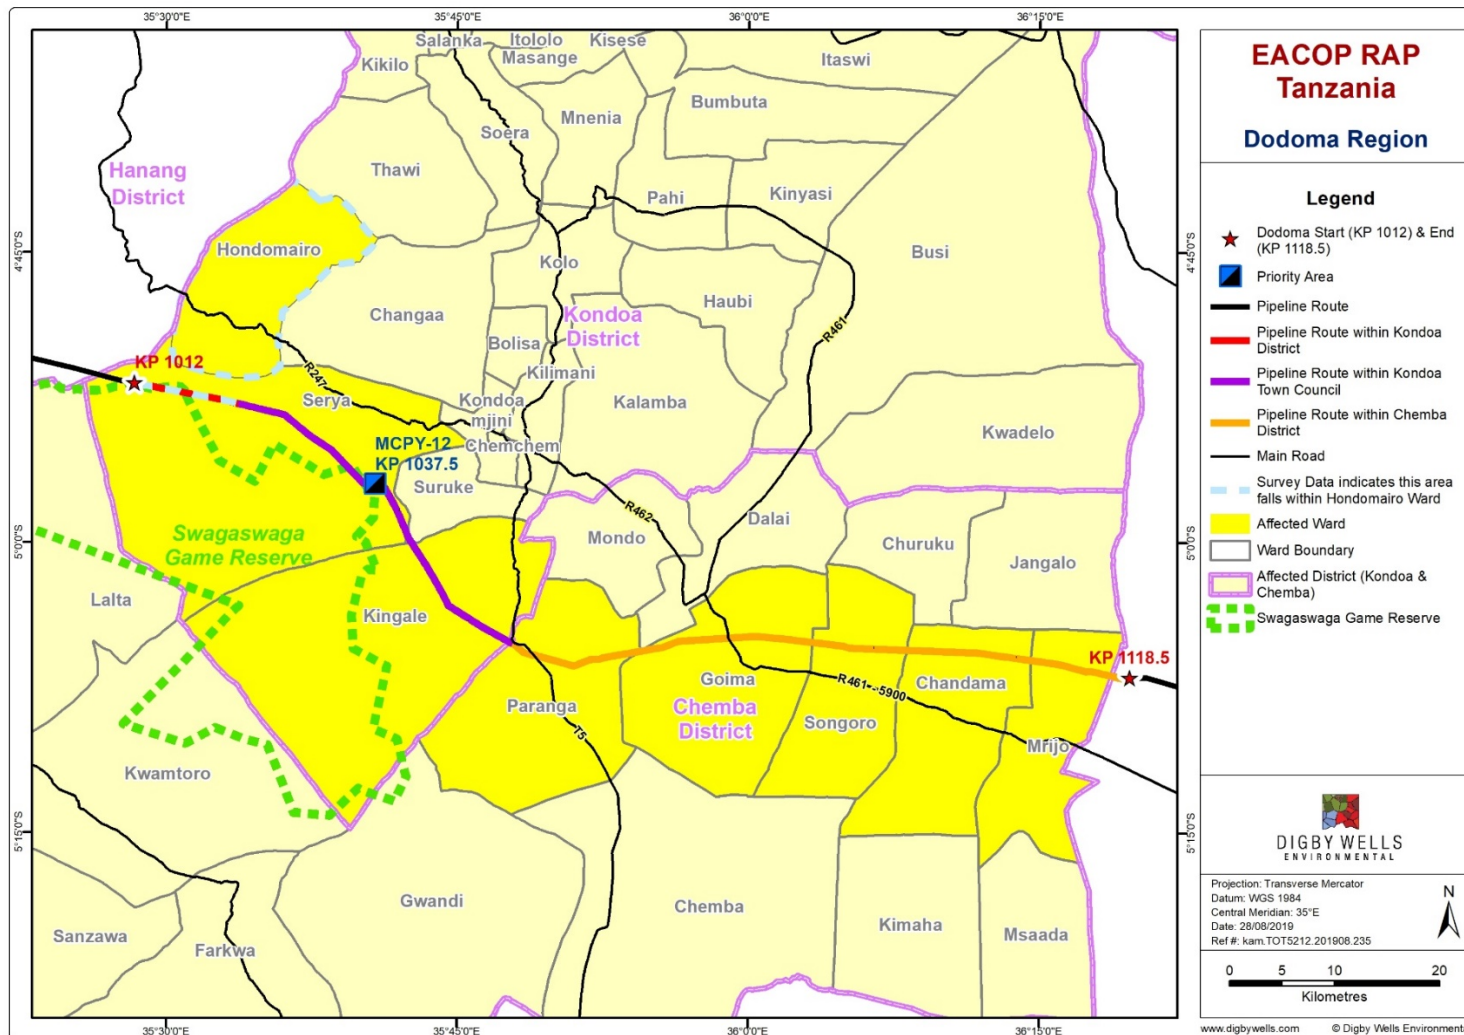 35°30'0"E
35°45'0"E
36°0'0"E
36°15'0"E
Salanka
Itololo
Masange
Kisese
Kikilo
Itaswi
Bumbuta
Mnenia
Soera
Hanang
District
Thawi
Pahi
Kinyasi
Hondomairo
4°45'0"S
4°45'0"S
Kolo
Busi
Haubi
Changaa
Kondoa
District
R461
Bolisa
KP 1012
R247
Kilimani
Serya
Kondoa
mjini
Kalamba
Kwadelo
MCPY-12
KP 1037.5
Chemchem
Suruke
R462
Dalai
Swagaswaga
Game Reserve
Mondo
5°0'0"S
5°0'0"S
Churuku
Jangalo
Lalta
Kingale
KP 1118.5
Goima
R461--5900
Chandama
Paranga
Chemba
District
Songoro
T5
Mrijo
Kwamtoro
5°15'0"S
5°15'0"S
Gwandi
Chemba
Kimaha
Msaada
Sanzawa
Farkwa
35°30'0"E
35°45'0"E
36°0'0"E
36°15'0"E
EACOP RAP
Tanzania
Dodoma Region
Legend
Dodoma Start (KP 1012) & End
(KP 1118.5)
Priority Area
Pipeline Route
Pipeline Route within Kondoa
District
Pipeline Route within Kondoa
Town Council
Pipeline Route within Chemba
District
Main Road
Survey Data indicates this area
falls within Hondomairo Ward
Affected Ward
Ward Boundary
Affected District (Kondoa &
Chemba)
Swagaswaga Game Reserve
DIGBY WELLS
ENVIRONMENTAL
Projection: Transverse Mercator
Datum: WGS 1984
Central Meridian: 35°E
Date: 28/08/2019
Ref #: kam.TOT5212.201908.235
N
0 5 10 20
Kilometres
www.digbywells.com © Digby Wells Environment